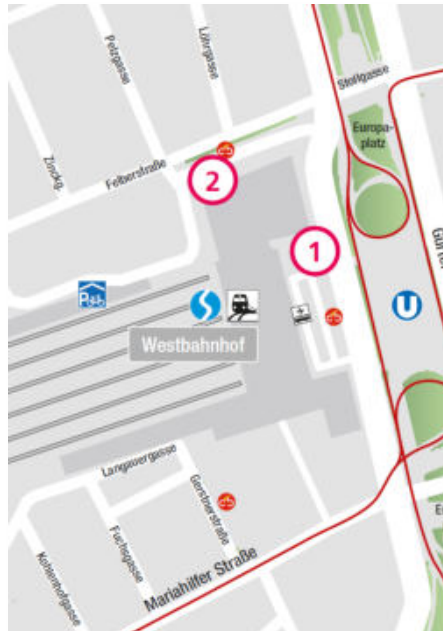 Pelzgasse
Löhrgasse
Stollgasse
Europa-
platz
Zinckg.
Felberstraße
2
1
Gürtel
P
U
Westbahnhof
Langauergasse
Gerstnerstraße
Fuchsgasse
Kohlenhofgasse
Mariahilfer Straße